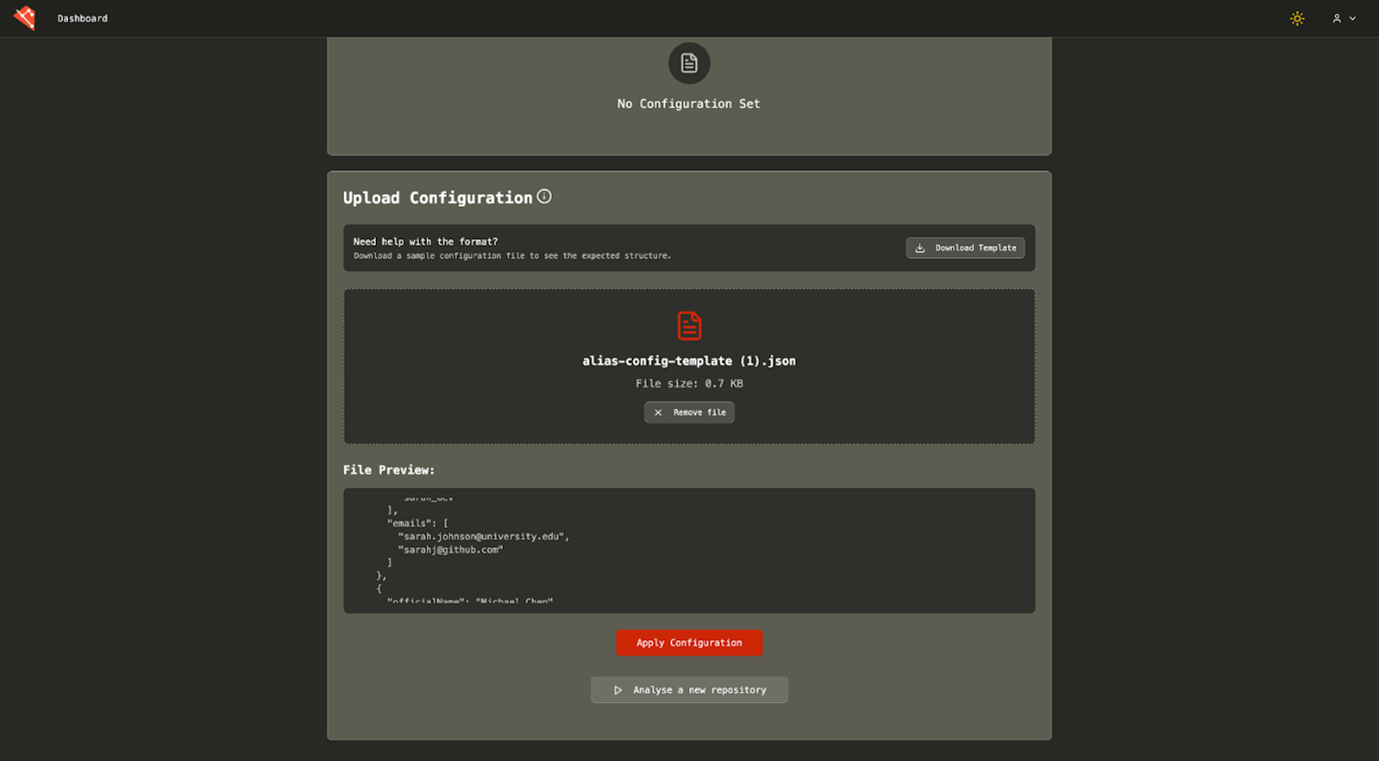 Dashboard
No Configuration Set
Upload Configuration
Need help with the format?
Download a sample configuration file to see the expected structure.
Download Template
alias-config-template (1).json
File size: 0.7 KB
Remove file
File Preview:
sarah_dev
],
"emails": [
"sarah.johnson@university.edu",
"sarahj@github.com"
]
},
{
"officialName": "Michael Chen"
Apply Configuration
Analyse a new repository